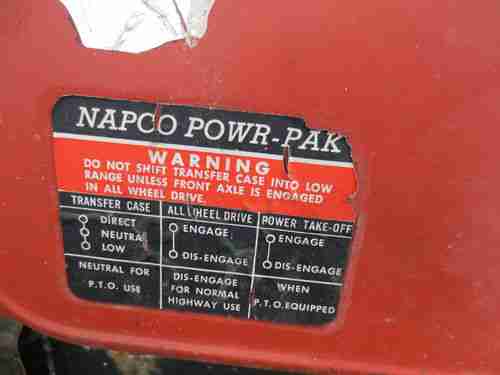 NAPCO POWR-PAK
WARNING
DO NOT SHIFT TRANSFER CASE INTO LOW
RANGE UNLESS FRONT AXLE IS ENGAGED
IN ALL WHEEL DRIVE.
TRANSFER CASE ALL WHEEL DRIVE POWER TAKE-OFF
DIRECT ENGAGE ENGAGE
NEUTRAL
LOW DIS-ENGAGE DIS-ENGAGE
NEUTRAL FOR DIS-ENGAGE WHEN
P.T.O. USE FOR NORMAL P.T.O. EQUIPPED
HIGHWAY USE